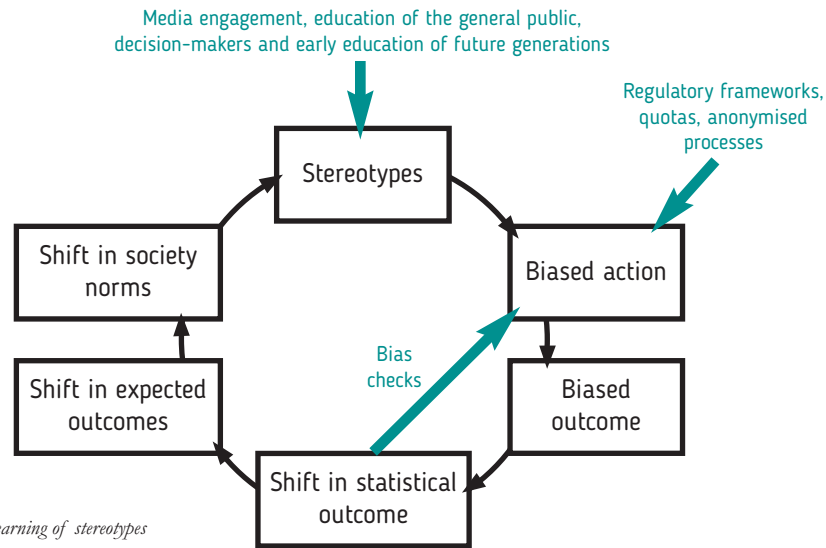 Media engagement, education of the general public,
decision-makers and early education of future generations
Regulatory frameworks,
quotas, anonymised
processes
Stereotypes
Shift in society
norms
Biased action
Bias
checks
Shift in expected
outcomes
Biased
outcome
Shift in statistical
outcome
of stereotypes